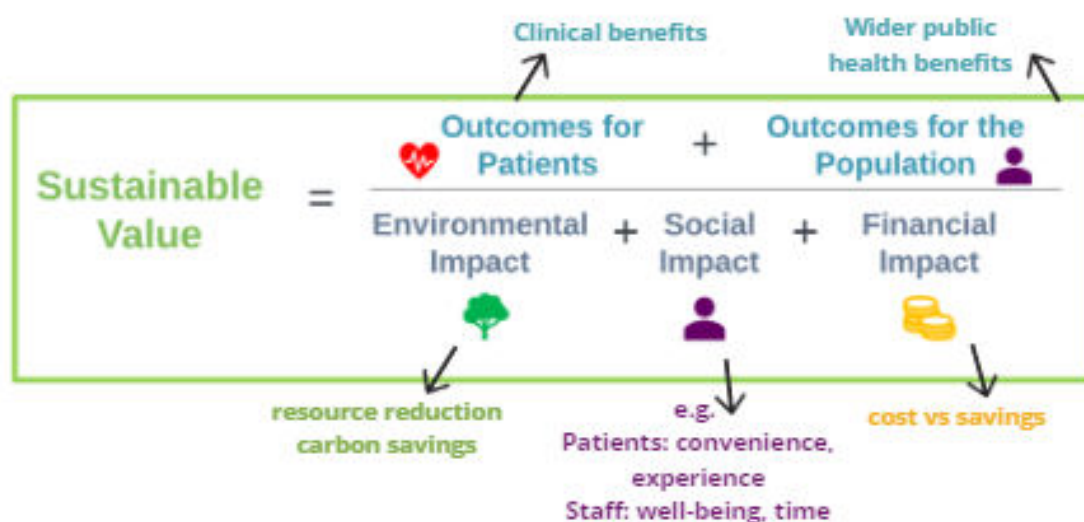 Clinical benefits
Wider public
health benefits
Outcomes for
Patients
+
Outcomes for the
Population
Sustainable
Value
=
Environmental
Impact
+
Social
Impact
+
Financial
Impact
resource reduction
carbon savings
e.g.
Patients: convenience,
experience
Staff: well-being, time
cost vs savings